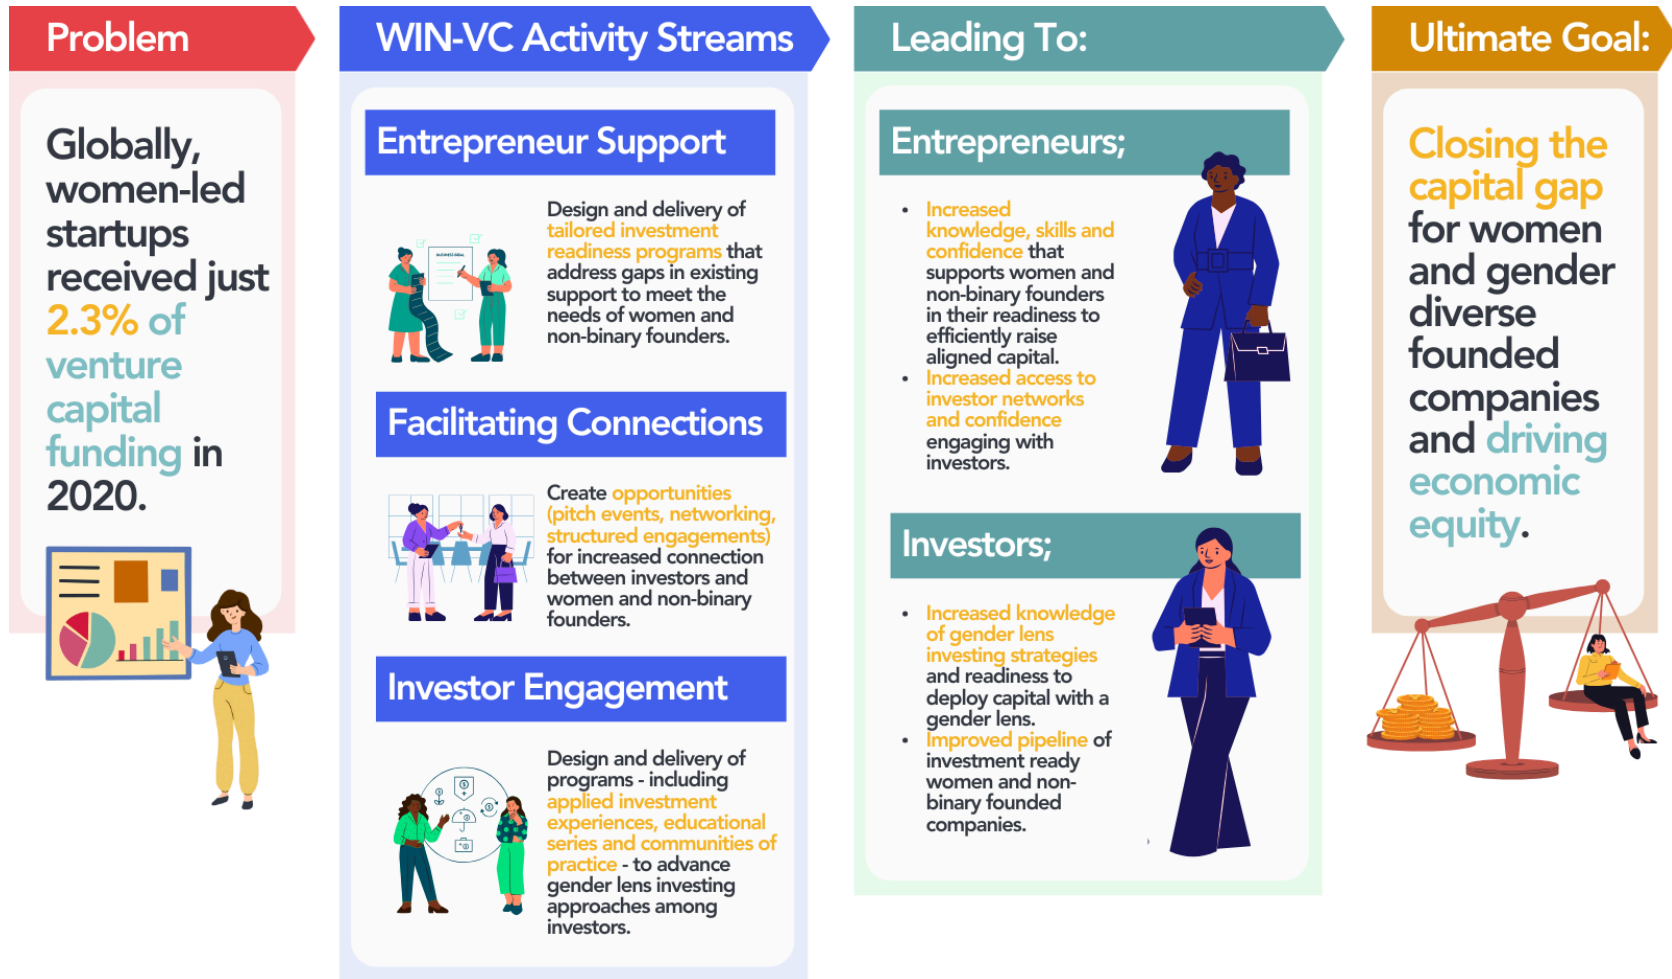 Problem
Globally,
women-led
startups
received just
2.3% of
venture
capital
funding in
2020.
WIN-VC Activity Streams
Entrepreneur Support
Design and delivery of
tailored investment
readiness programs that
address gaps in existing
support to meet the
needs of women and
non-binary founders.
BUSINESS GOAL
Facilitating Connections
Create opportunities
(pitch events, networking,
structured engagements)
for increased connection
between investors and
women and non-binary
founders.
Investor Engagement
Design and delivery of
programs - including
applied investment
experiences, educational
series and communities of
practice - to advance
gender lens investing
approaches among
investors.
Leading To:
Entrepreneurs;
• Increased
knowledge, skills and
confidence that
supports women and
non-binary founders
in their readiness to
efficiently raise
aligned capital.
• Increased access to
investor networks
and confidence
engaging with
investors.
Investors;
• Increased knowledge
of gender lens
investing strategies
and readiness to
deploy capital with a
gender lens.
• Improved pipeline of
investment ready
women and non-
binary founded
companies.
Ultimate Goal:
Closing the
capital gap
for women
and gender
diverse
founded
companies
and driving
economic
equity.